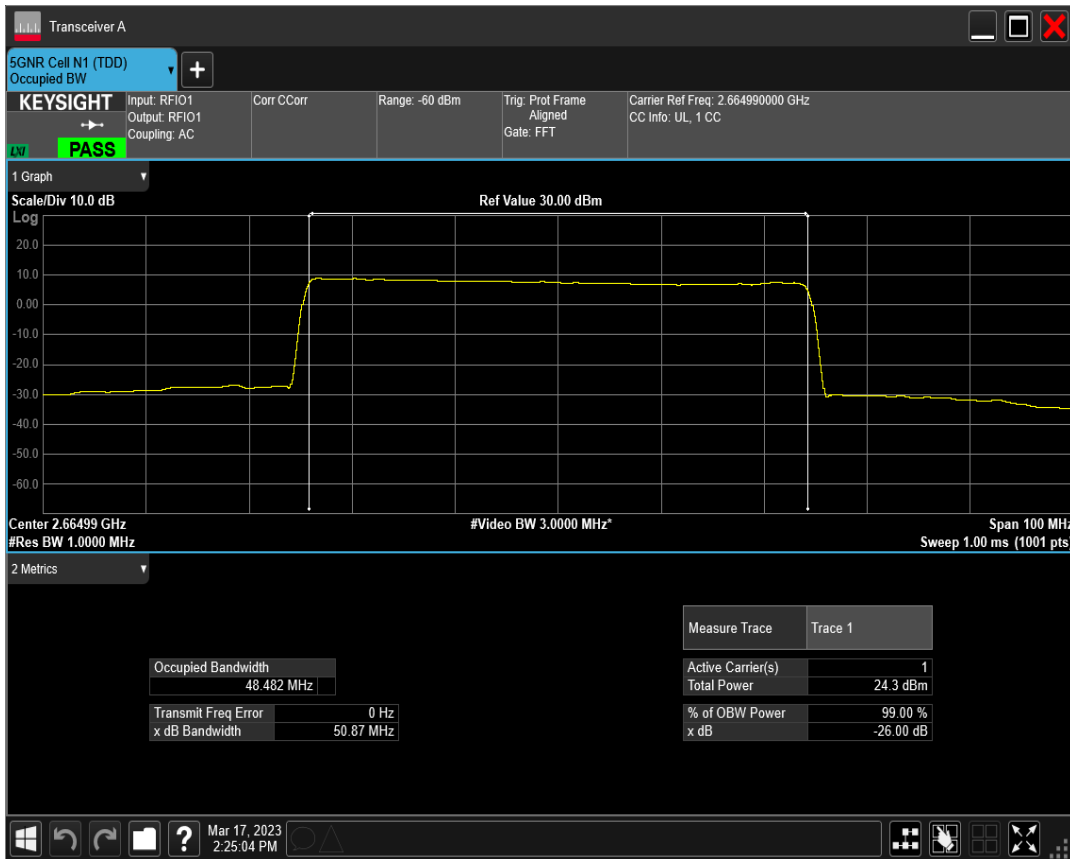 Transceiver A
5GNR Cell N1 (TDD)
Occupied BW
+
KEYSIGHT
LXI
PASS
Input: RFIO1
Output: RFIO1
Coupling: AC
Corr CCorr
Range: -60 dBm
Trig: Prot Frame
Aligned
Gate: FFT
Carrier Ref Freq: 2.664990000 GHz
CC Info: UL, 1 CC
1 Graph
Scale/Div 10.0 dB
Ref Value 30.00 dBm
Log
20.0
10.0
0.00
-10.0
-20.0
-30.0
-40.0
-50.0
-60.0
Center 2.66499 GHz
#Video BW 3.0000 MHz*
Span 100 MHz
#Res BW 1.0000 MHz
Sweep 1.00 ms (1001 pts)
2 Metrics
Measure Trace Trace 1
Occupied Bandwidth
48.482 MHz
Active Carrier(s) 1
Total Power 24.3 dBm
Transmit Freq Error 0 Hz
x dB Bandwidth 50.87 MHz
% of OBW Power 99.00 %
x dB -26.00 dB
?
Mar 17, 2023
2:25:04 PM